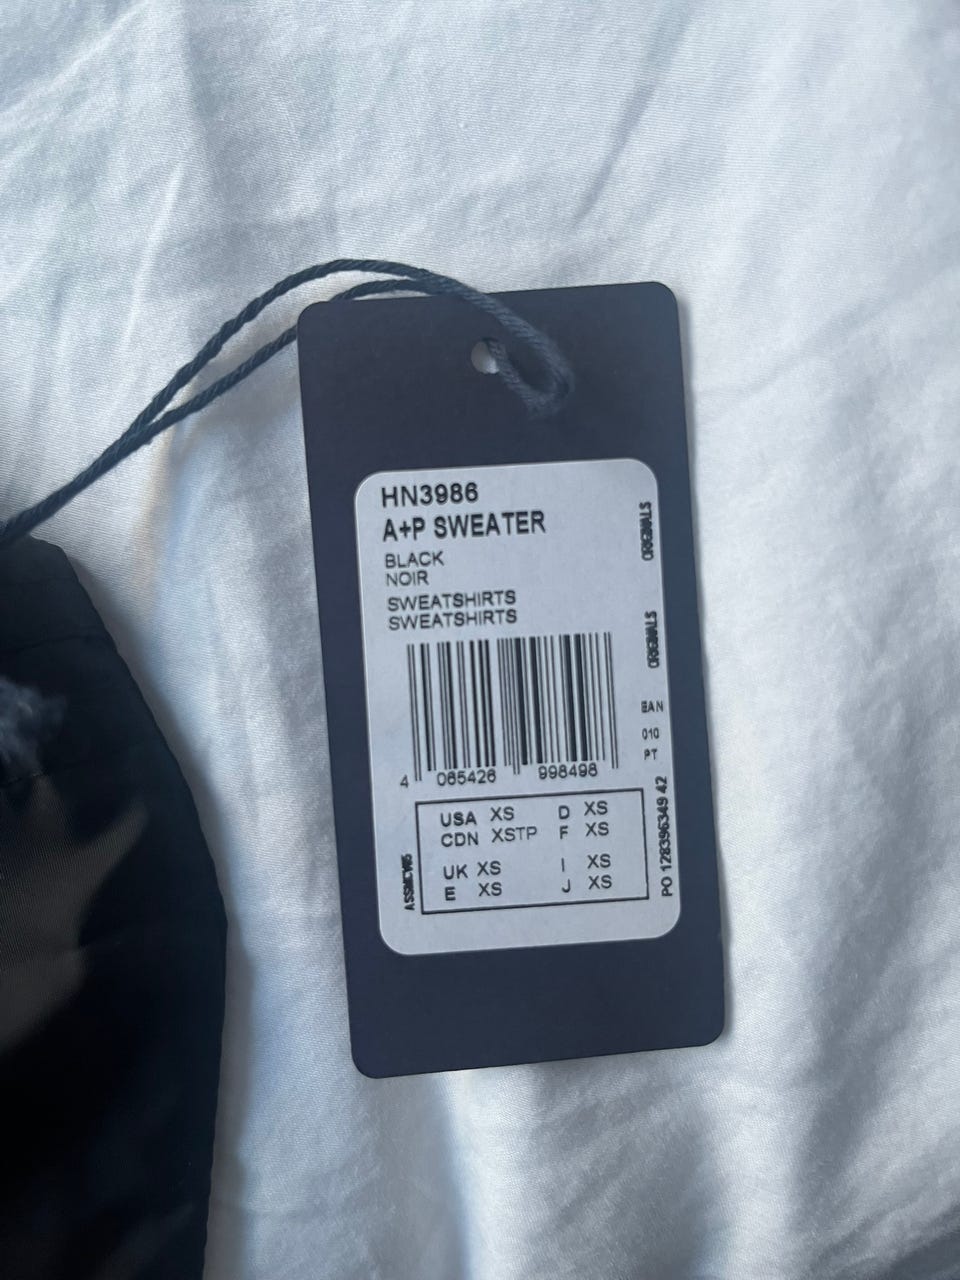 HN3986
A+P SWEATER
BLACK
NOIR
SWEATSHIRTS
SWEATSHIRTS
ORIGINALS
ORIGINALS
EAN
010
PT
4 065426 998498
USA XS D XS
CDN XSTP F XS
UK XS I XS
E XS J XS
PO 128396349 42